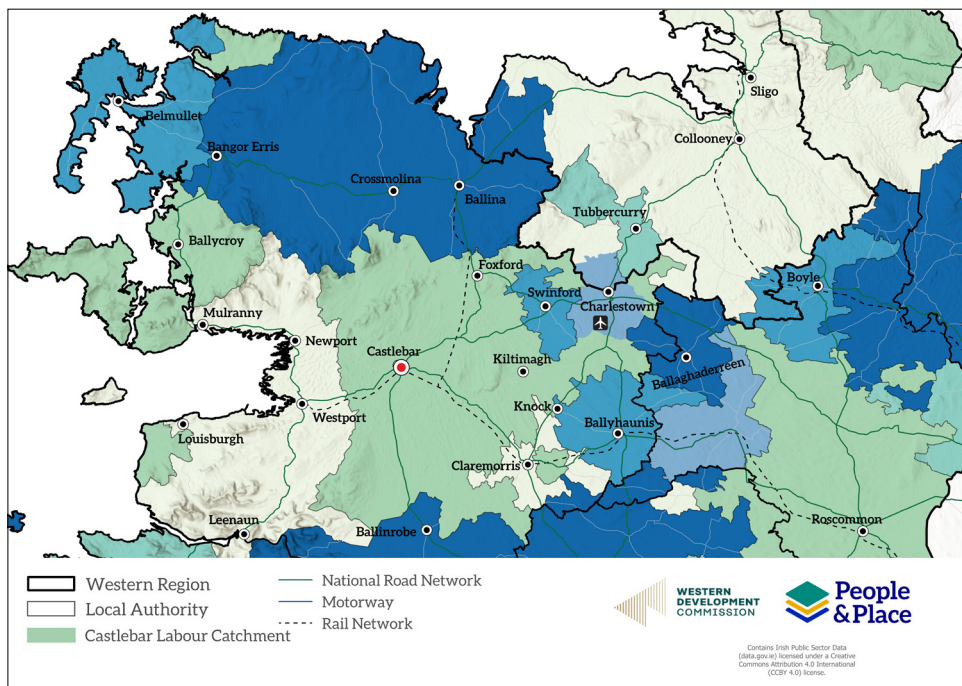 Sligo
Belmullet
Collooney
Bangor Erris
Crossmolina
Ballina
Tubbercurry
Ballycroy
Foxford
Boyle
Swinford
Charlestown
Mulranny
Newport
Castlebar
Kiltimagh
Ballaghaderreen
Westport
Knock
Louisburgh
Ballyhaunis
Claremorris
Leenaun
Ballinrobe
Roscommon
Western Region
Local Authority
Castlebar Labour Catchment
National Road Network
Motorway
Rail Network
WESTERN
DEVELOPMENT
COMMISSION
People
&Place
Contains Irish Public Sector Data
(data.gov.ie) licensed under a Creative
Commons Attribution 4.0 International
(CCBY 4.0) license.